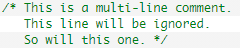 /* This is a multi-line comment.
   This line will be ignored.
   So will this one. */